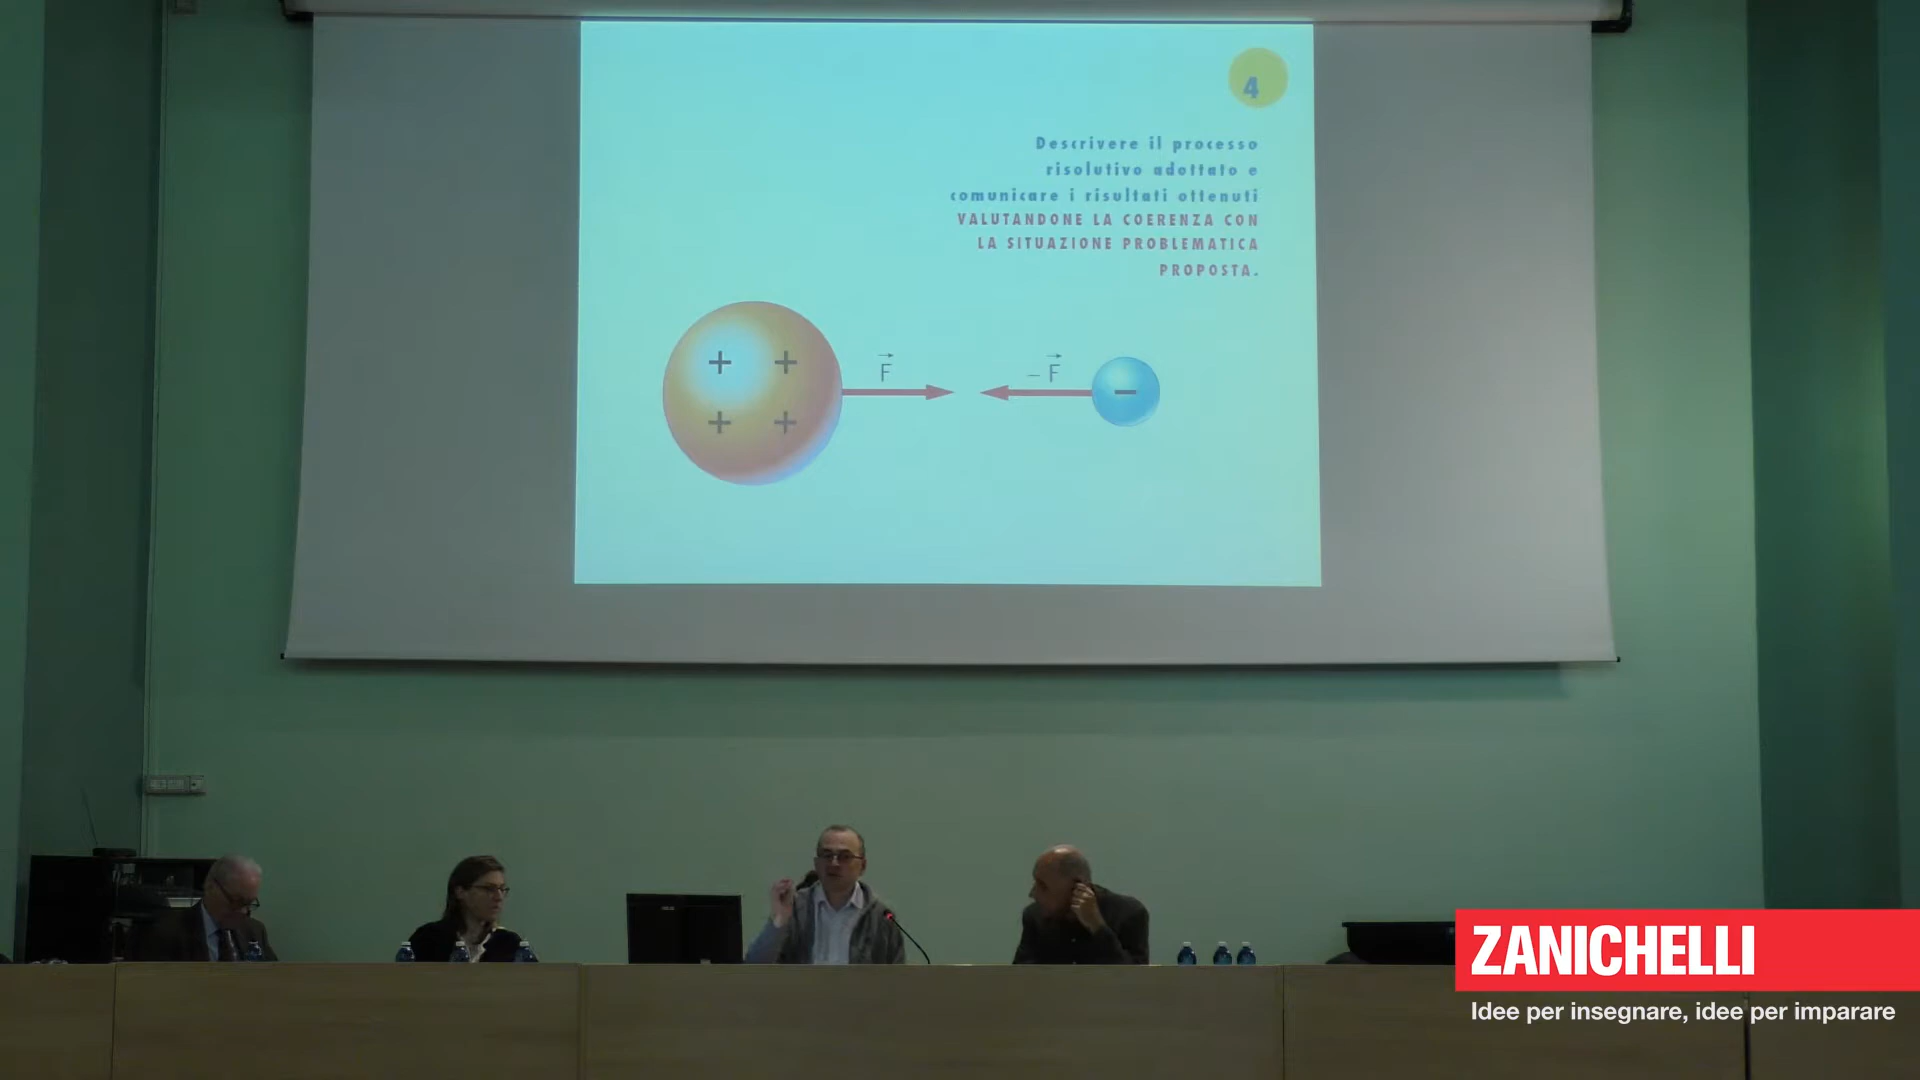 4
Descrivere il processo
risolutivo adottato e
comunicare i risultati ottenuti
VALUTANDONE LA COERENZA CON
LA SITUAZIONE PROBLEMATICA
PROPOSTA.
+ +
F
– F
–
+ +
ZANICHELLI
Idee per insegnare, idee per imparare